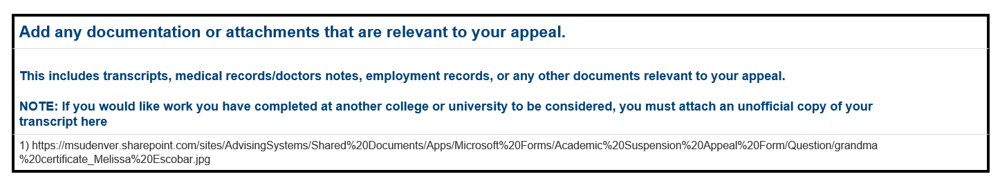 Add any documentation or attachments that are relevant to your appeal.
This includes transcripts, medical records/doctors notes, employment records, or any other documents relevant to your appeal.
NOTE: If you would like work you have completed at another college or university to be considered, you must attach an unofficial copy of your
transcript here
1) https://msudenver.sharepoint.com/sites/AdvisingSystems/Shared%20Documents/Apps/Microsoft%20Forms/Academic%20Suspension%20Appeal%20Form/Question/grandma
%20certificate_Melissa%20Escobar.jpg